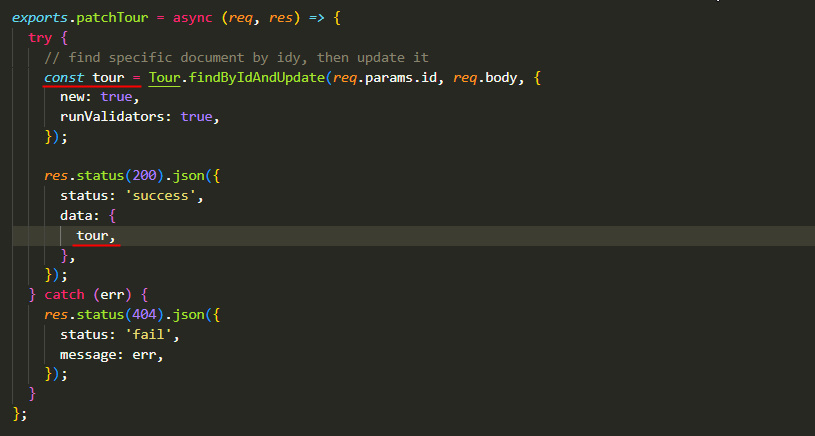 exports.patchTour = async (req, res) => {
try {
// find specific document by idy, then update it
const tour = Tour.findByIdAndUpdate(req.params.id, req.body, {
new: true,
runValidators: true,
});
res.status(200).json({
status: 'success',
data: {
tour,
},
});
} catch (err) {
res.status(404).json({
status: 'fail',
message: err,
});
}
};